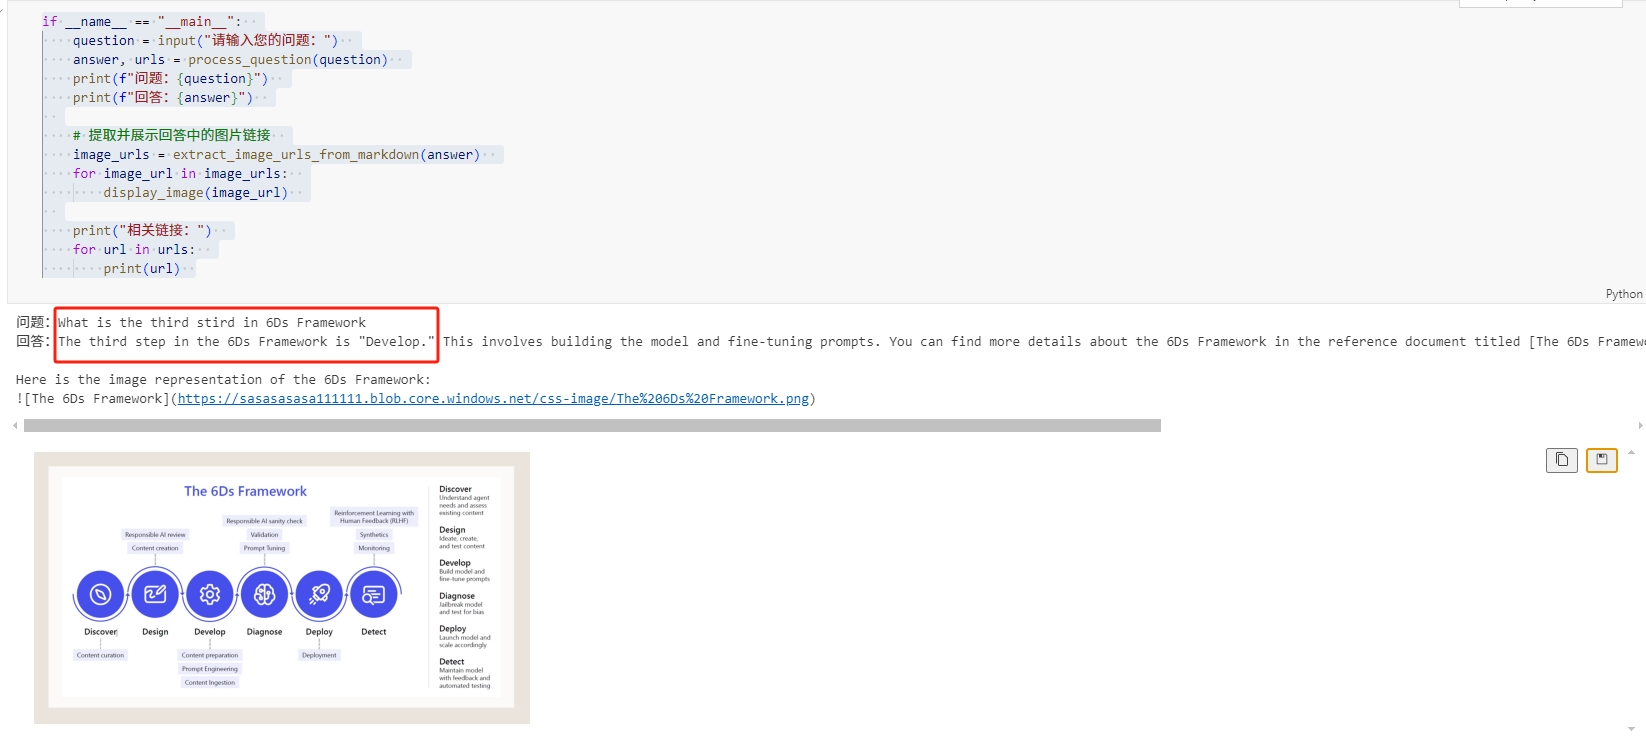 if __name__ == "__main__":
question = input("请输入您的问题: ")
answer, urls = process_question(question)
print(f"问题: {question}")
print(f"回答: {answer}")
# 提取并展示回答中的图片链接
image_urls = extract_image_urls_from_markdown(answer)
for image_url in image_urls:
display_image(image_url)
print("相关链接: ")
for url in urls:
print(url)
Python
问题: What is the third stird in 6Ds Framework
回答: The third step in the 6Ds Framework is "Develop." This involves building the model and fine-tuning prompts. You can find more details about the 6Ds Framework in the reference document titled [The 6Ds Framew
Here is the image representation of the 6Ds Framework:
![The 6Ds Framework](https://sasasasasa111111.blob.core.windows.net/css-image/The%206Ds%20Framework.png)
The 6Ds Framework
Responsible AI review
Content creation
Responsible AI sanity check
Validation
Prompt Tuning
Reinforcement Learning with
Human Feedback (RLHF)
Synthetics
Monitoring
Discover
Design
Develop
Diagnose
Deploy
Detect
Content curation
Content preparation
Prompt Engineering
Content Ingestion
Deployment
Discover
Understand agent
needs and assess
existing content
Design
Ideate, create,
and test content
Develop
Build model and
fine-tune prompts
Diagnose
Jailbreak model
and test for bias
Deploy
Launch model and
scale accordingly
Detect
Maintain model
with feedback and
automated testing